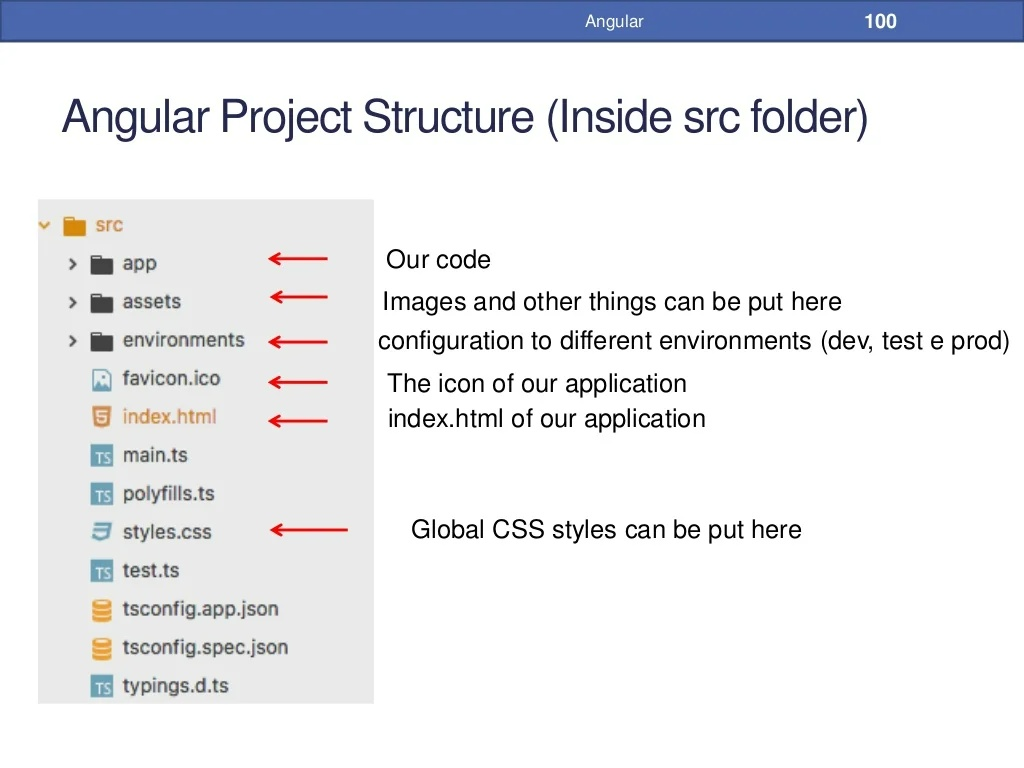 Angular 100
Angular Project Structure (Inside src folder)
src
app Our code
assets Images and other things can be put here
environments configuration to different environments (dev, test e prod)
favicon.ico The icon of our application
index.html index.html of our application
main.ts
polyfills.ts
styles.css Global CSS styles can be put here
test.ts
tsconfig.app.json
tsconfig.spec.json
typings.d.ts